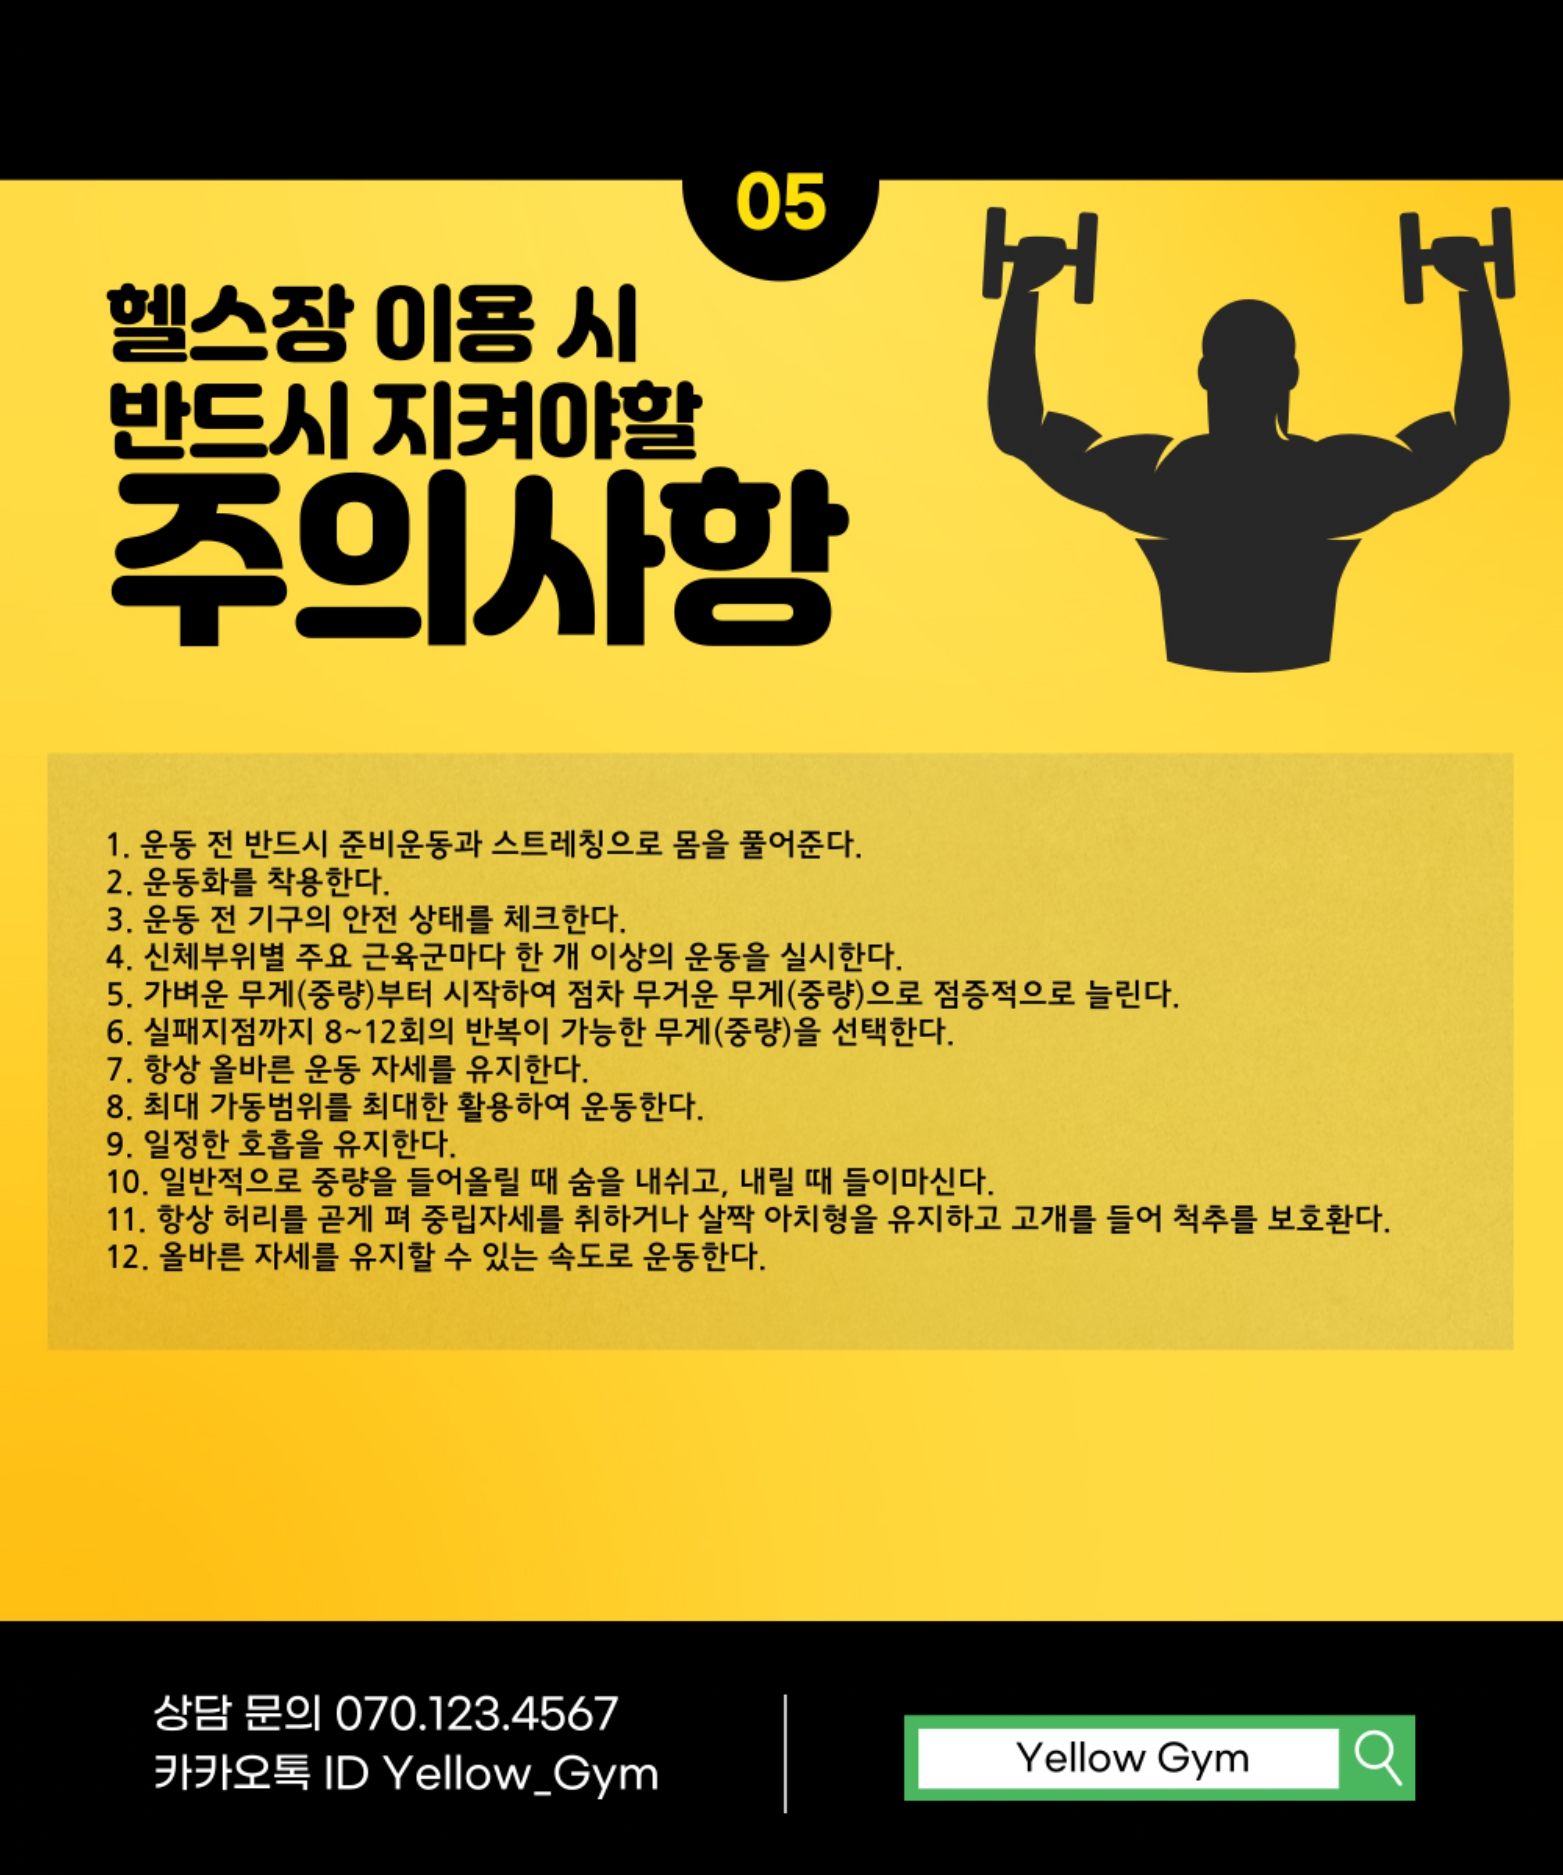 05
헬스장 이용 시
반드시 지켜야할
주의사항
1. 운동 전 반드시 준비운동과 스트레칭으로 몸을 풀어준다.
2. 운동화를 착용한다.
3. 운동 전 기구의 안전 상태를 체크한다.
4. 신체부위별 주요 근육군마다 한 개 이상의 운동을 실시한다.
5. 가벼운 무게(중량)부터 시작하여 점차 무거운 무게(중량)으로 점증적으로 늘린다.
6. 실패지점까지 8~12회의 반복이 가능한 무게(중량)을 선택한다.
7. 항상 올바른 운동 자세를 유지한다.
8. 최대 가동범위를 최대한 활용하여 운동한다.
9. 일정한 호흡을 유지한다.
10. 일반적으로 중량을 들어올릴 때 숨을 내쉬고, 내릴 때 들이마신다.
11. 항상 허리를 곧게 펴 중립자세를 취하거나 살짝 아치형을 유지하고 고개를 들어 척추를 보호환다.
12. 올바른 자세를 유지할 수 있는 속도로 운동한다.
상담 문의 070.123.4567
카카오톡 ID Yellow_Gym
Yellow Gym